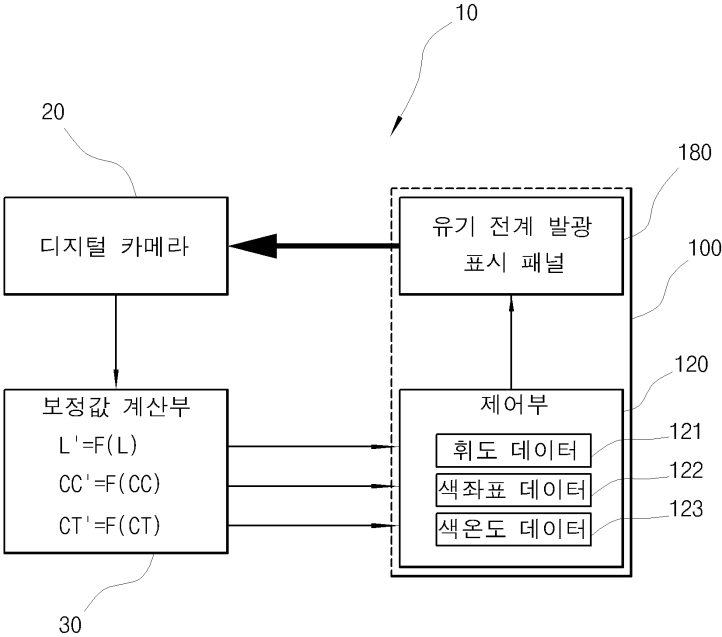 10
20
180
디지털 카메라
유기 전계 발광
표시 패널
100
120
보정값 계산부
L'=F(L)
CC'=F(CC)
CT'=F(CT)
제어부
휘도 데이터
121
색좌표 데이터
122
색온도 데이터
123
30